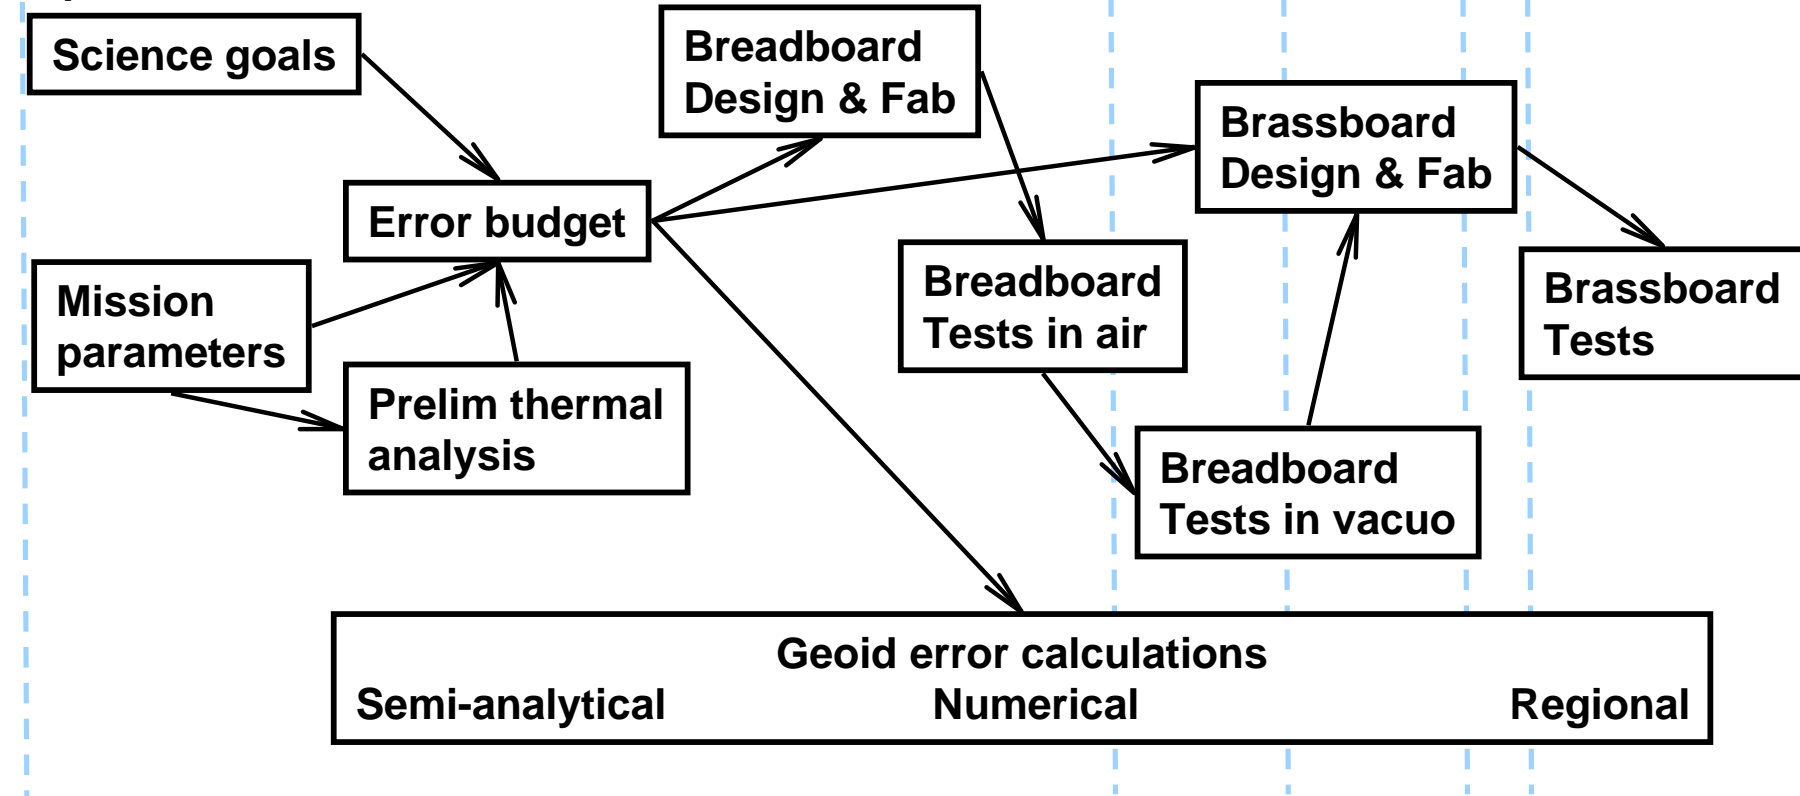 Science goals
Breadboard
Design & Fab
Brassboard
Design & Fab
Error budget
Mission
parameters
Breadboard
Tests in air
Brassboard
Tests
Prelim thermal
analysis
Breadboard
Tests in vacuo
Geoid error calculations
Semi-analytical Numerical Regional